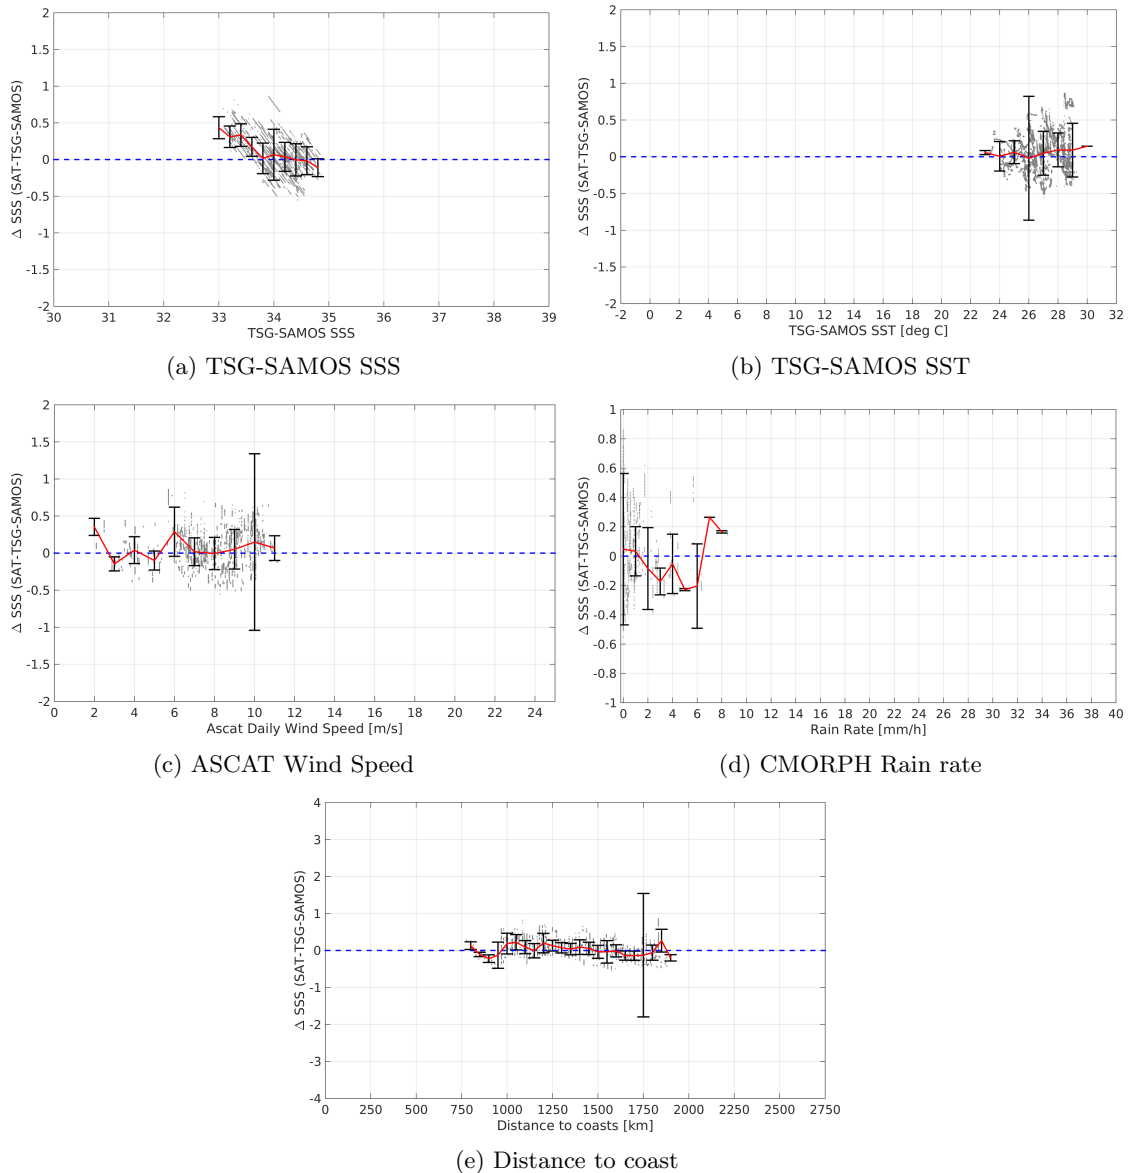 2
1.5
1
0.5
0
-0.5
-1
-1.5
-2
Δ SSS (SAT-TSG-SAMOS)
30 31 32 33 34 35 36 37 38 39
TSG-SAMOS SSS
(a) TSG-SAMOS SSS
2
1.5
1
0.5
0
-0.5
-1
-1.5
-2
Δ SSS (SAT-TSG-SAMOS)
-2 0 2 4 6 8 10 12 14 16 18 20 22 24 26 28 30 32
TSG-SAMOS SST [deg C]
(b) TSG-SAMOS SST
2
1.5
1
0.5
0
-0.5
-1
-1.5
-2
Δ SSS (SAT-TSG-SAMOS)
0 2 4 6 8 10 12 14 16 18 20 22 24
Ascat Daily Wind Speed [m/s]
(c) ASCAT Wind Speed
1
0.8
0.6
0.4
0.2
0
-0.2
-0.4
-0.6
-0.8
-1
Δ SSS (SAT-TSG-SAMOS)
0 2 4 6 8 10 12 14 16 18 20 22 24 26 28 30 32 34 36 38 40
Rain Rate [mm/h]
(d) CMORPH Rain rate
4
3
2
1
0
-1
-2
-3
-4
Δ SSS (SAT-TSG-SAMOS)
0 250 500 750 1000 1250 1500 1750 2000 2250 2500 2750
Distance to coasts [km]
(e) Distance to coast